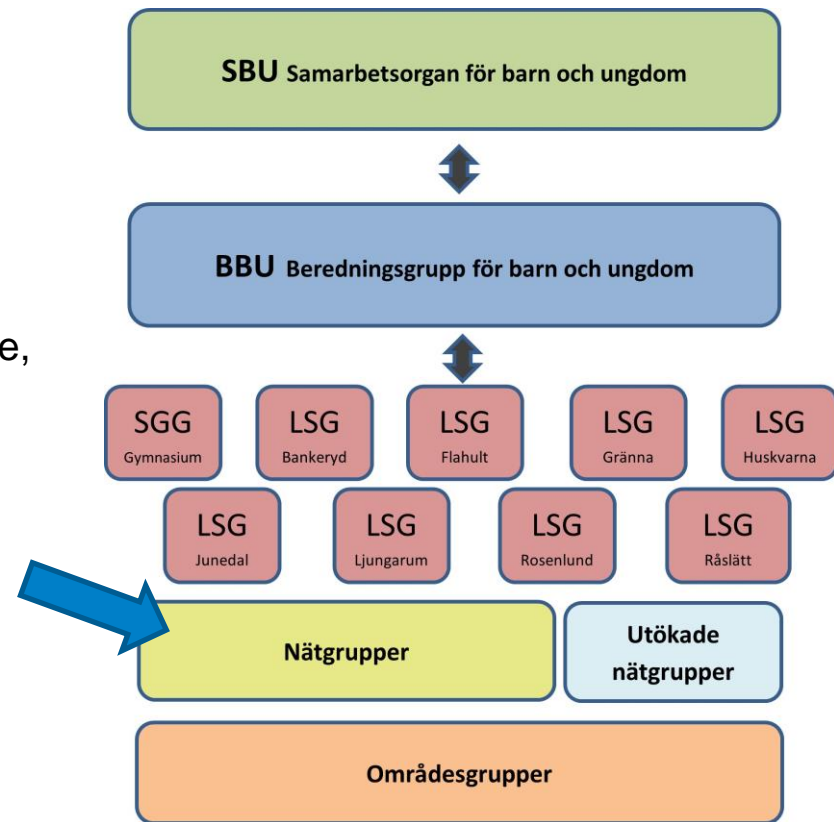 SBU Samarbetsorgan för barn och ungdom
BBU Beredningsgrupp för barn och ungdom
e,
SGG
Gymnasium
LSG
Bankeryd
LSG
Flahult
LSG
Gränna
LSG
Huskvarna
LSG
Junedal
LSG
Ljungarum
LSG
Rosenlund
LSG
Råslätt
Nätgrupper
Utökade
nätgrupper
Områdesgrupper